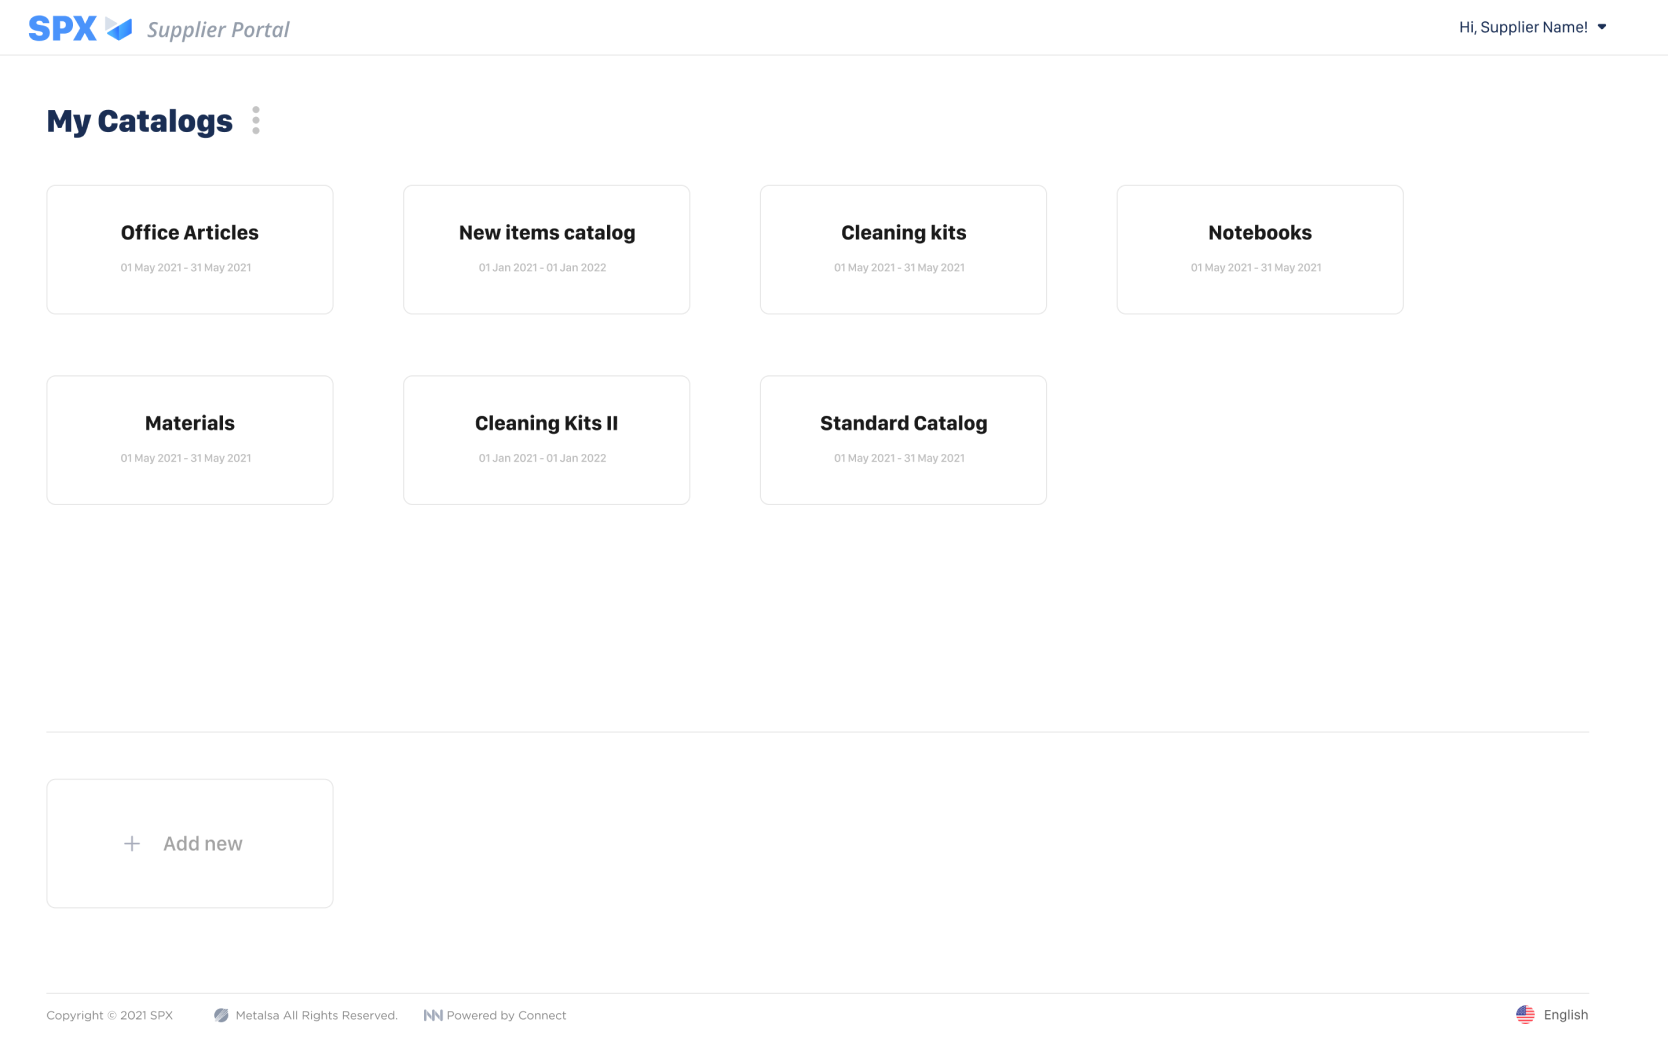 SPX Supplier Portal
Hi, Supplier Name!
My Catalogs
Office Articles
01 May 2021 - 31 May 2021
New items catalog
01 Jan 2021 - 01 Jan 2022
Cleaning kits
01 May 2021 - 31 May 2021
Notebooks
01 May 2021 - 31 May 2021
Materials
01 May 2021 - 31 May 2021
Cleaning Kits II
01 Jan 2021 - 01 Jan 2022
Standard Catalog
01 May 2021 - 31 May 2021
+ Add new
Copyright © 2021 SPX
Metalsa All Rights Reserved.
Powered by Connect
English